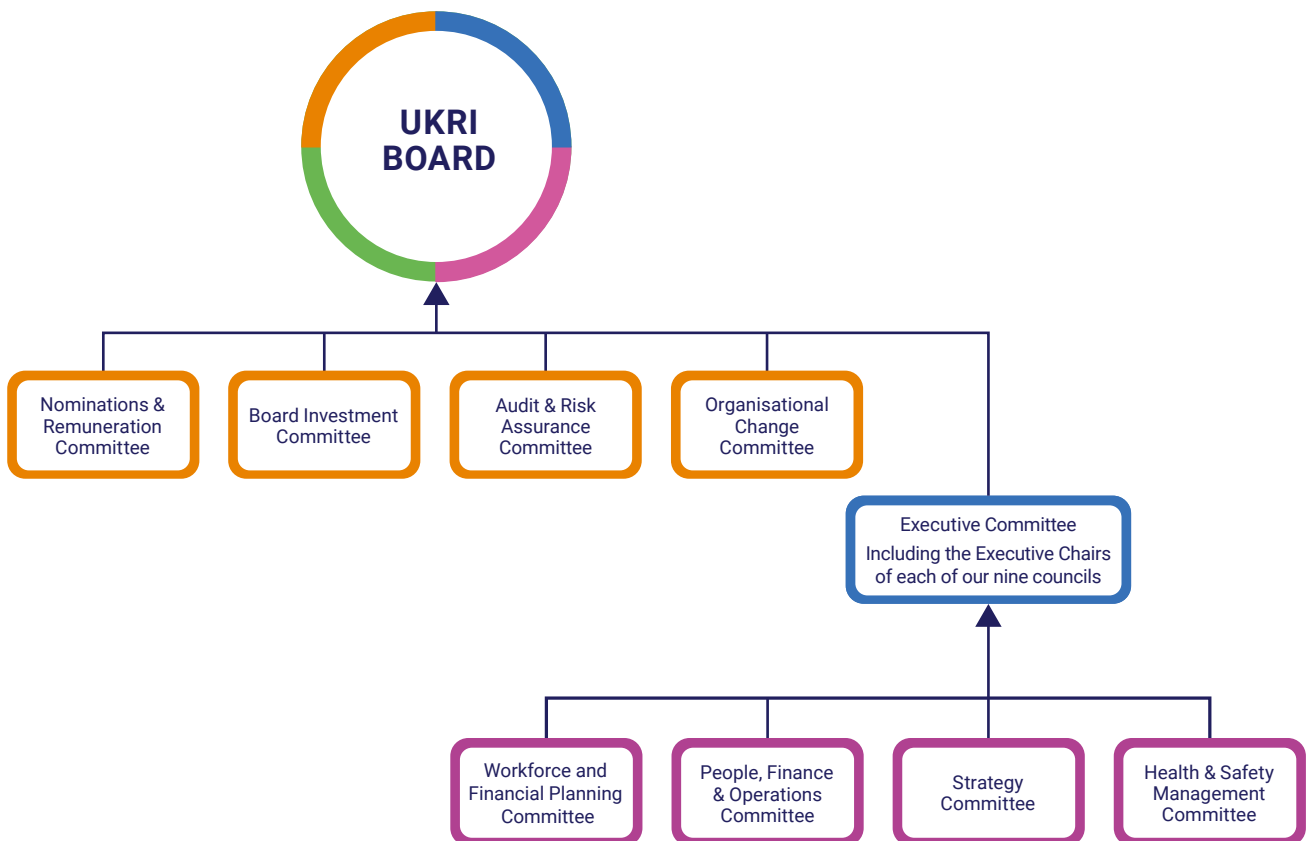 UKRI
BOARD
Nominations &
Remuneration
Committee
Board Investment
Committee
Audit & Risk
Assurance
Committee
Organisational
Change
Committee
Executive Committee
Including the Executive Chairs
of each of our nine councils
Workforce and
Financial Planning
Committee
People, Finance
& Operations
Committee
Strategy
Committee
Health & Safety
Management
Committee